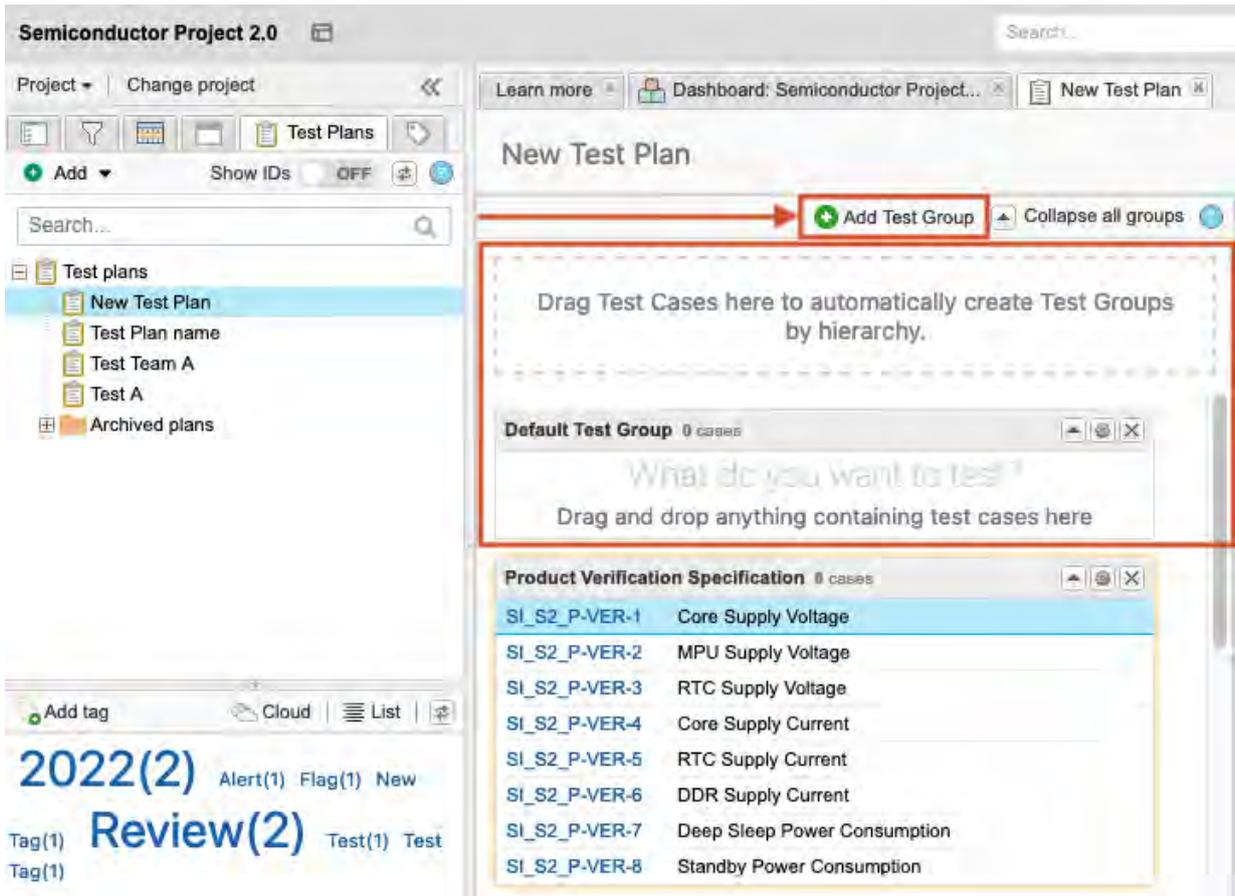 Semiconductor Project 2.0
Search...
Project
Change project
Test Plans
Add
Show IDs
OFF
Search...
Test plans
New Test Plan
Test Plan name
Test Team A
Test A
Archived plans
Add tag
Cloud
List
2022(2) Alert(1) Flag(1) New
Tag(1) Review(2) Test(1) Test
Tag(1)
Learn more
Dashboard: Semiconductor Project...
New Test Plan
New Test Plan
Add Test Group
Collapse all groups
Drag Test Cases here to automatically create Test Groups
by hierarchy.
Default Test Group 0 cases
What do you want to test?
Drag and drop anything containing test cases here
Product Verification Specification 8 cases
SI_S2_P-VER-1 Core Supply Voltage
SI_S2_P-VER-2 MPU Supply Voltage
SI_S2_P-VER-3 RTC Supply Voltage
SI_S2_P-VER-4 Core Supply Current
SI_S2_P-VER-5 RTC Supply Current
SI_S2_P-VER-6 DDR Supply Current
SI_S2_P-VER-7 Deep Sleep Power Consumption
SI_S2_P-VER-8 Standby Power Consumption